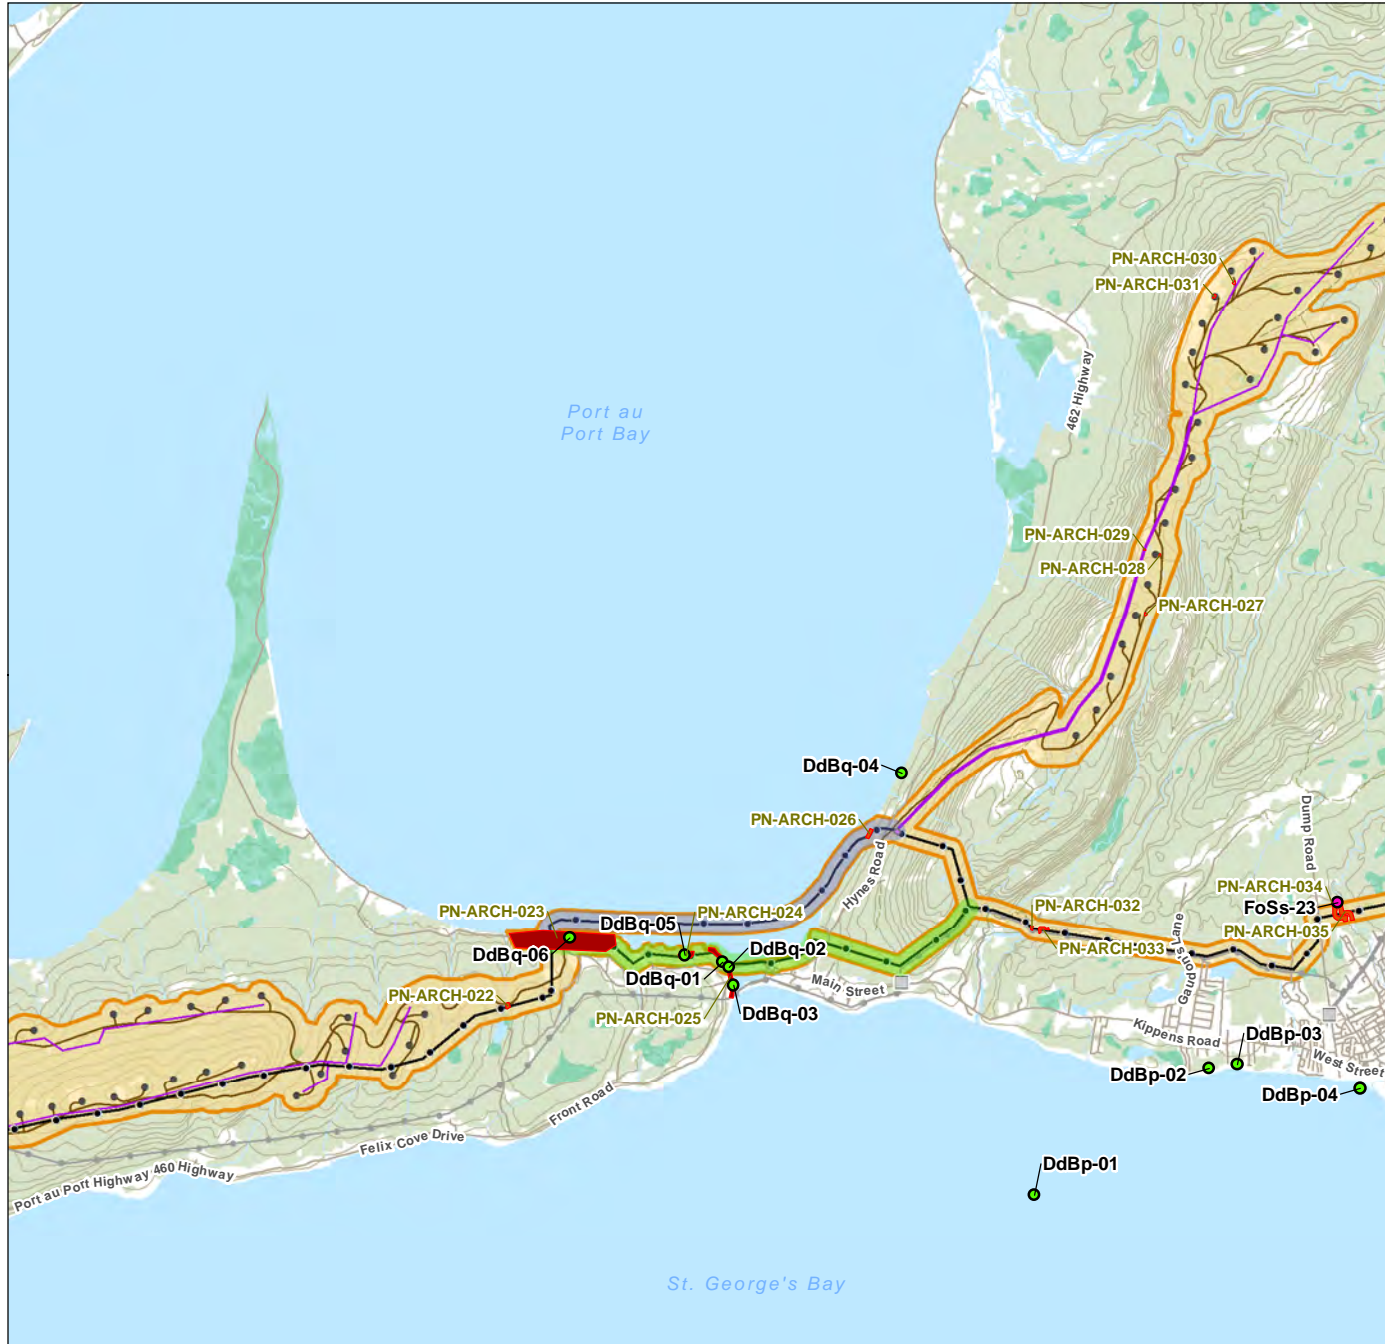 PN-ARCH-030
PN-ARCH-031
462 Highway
Port au
Port Bay
PN-ARCH-029
PN-ARCH-028
PN-ARCH-027
DdBq-04
Dump Road
PN-ARCH-026
Hynes Road
PN-ARCH-034
FoSs-23
PN-ARCH-035
PN-ARCH-023
DdBq-05
PN-ARCH-024
PN-ARCH-032
PN-ARCH-033
DdBq-06
DdBq-02
DdBq-01
Main Street
Gaudon's Lane
PN-ARCH-022
PN-ARCH-025
DdBq-03
Kippens Road
DdBp-03
West Street
DdBp-02
DdBp-04
Front Road
Felix Cove Drive
Port au Port Highway 460 Highway
DdBp-01
St. George's Bay